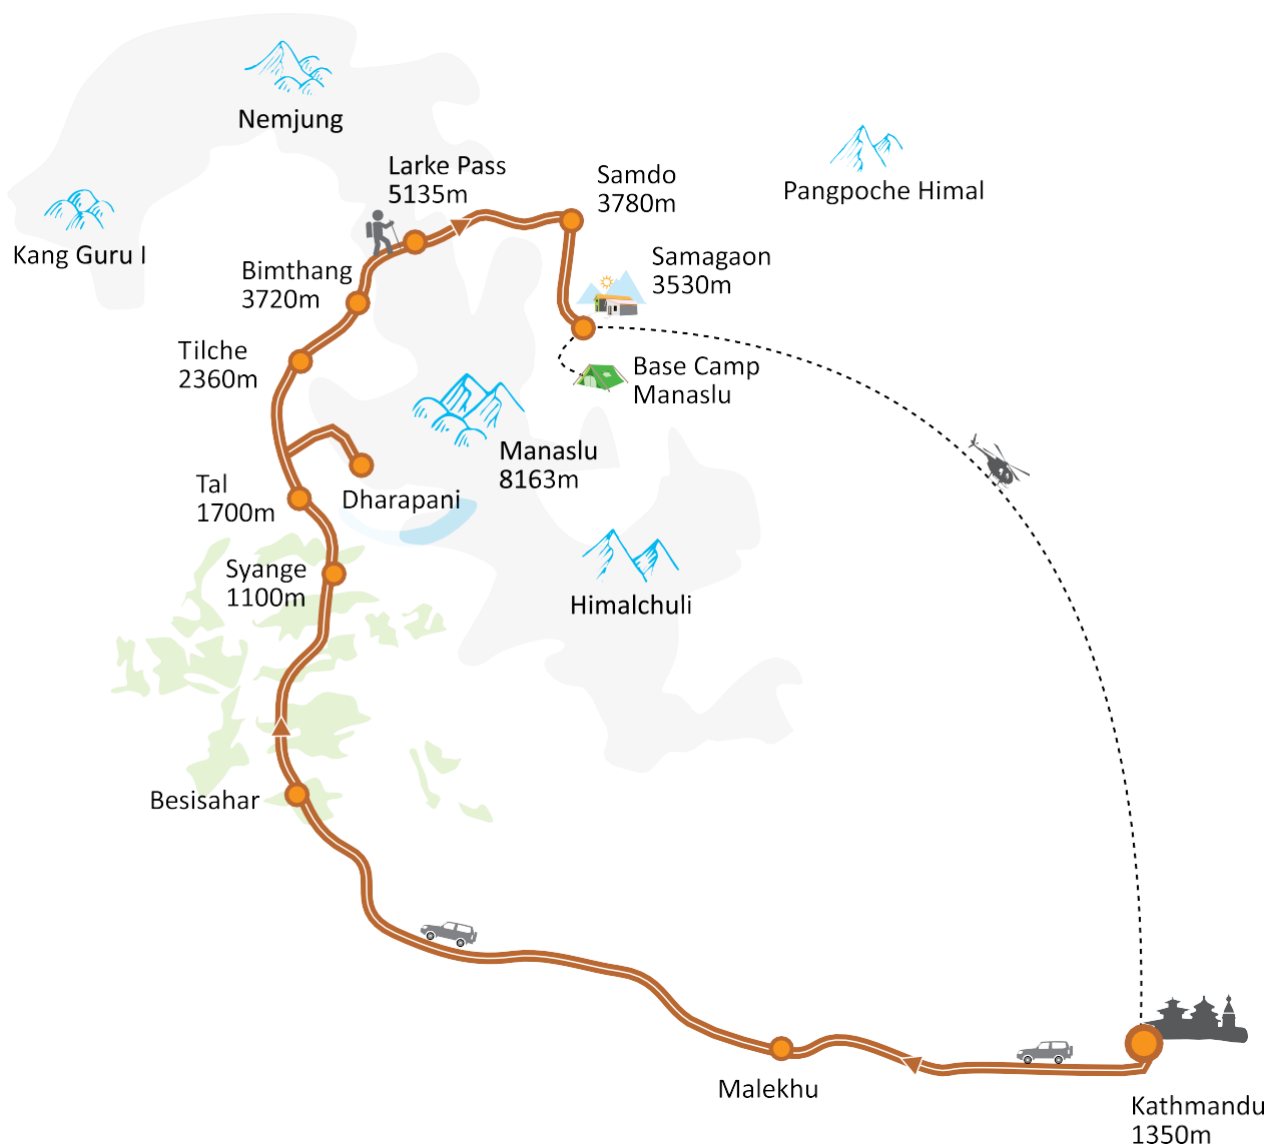 Nemjung
Pangpoche Himal
Larke Pass
5135m
Samdo
3780m
Kang Guru I
Bimthang
3720m
Samagaon
3530m
Tilche
2360m
Base Camp
Manaslu
Manaslu
8163m
Tal
1700m
Dharapani
Syange
1100m
Himalchuli
Besisahar
Malekhu
Kathmandu
1350m